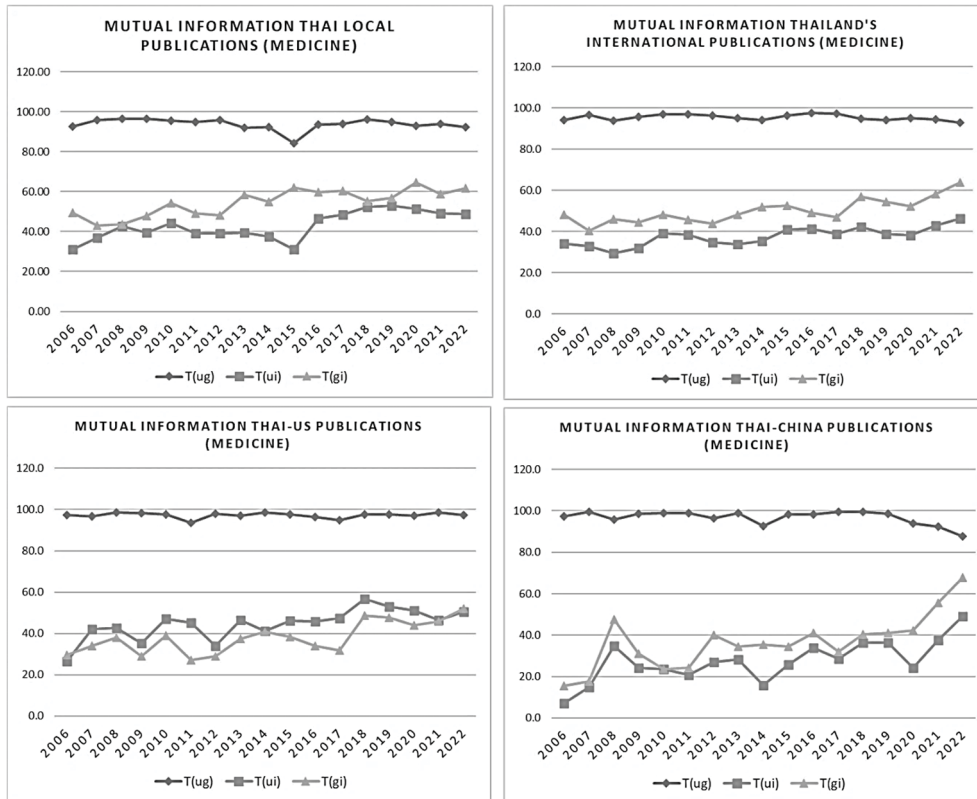 MUTUAL INFORMATION THAI LOCAL
PUBLICATIONS (MEDICINE)
120.00
100.00
80.00
60.00
40.00
20.00
0.00
2006 2007 2008 2009 2010 2011 2012 2013 2014 2015 2016 2017 2018 2019 2020 2021 2022
T(ug) T(ui) T(gi)
MUTUAL INFORMATION THAILAND'S
INTERNATIONAL PUBLICATIONS (MEDICINE)
120.0
100.0
80.0
60.0
40.0
20.0
0.0
2006 2007 2008 2009 2010 2011 2012 2013 2014 2015 2016 2017 2018 2019 2020 2021 2022
T(ug) T(ui) T(gi)
MUTUAL INFORMATION THAI-US PUBLICATIONS
(MEDICINE)
120.0
100.0
80.0
60.0
40.0
20.0
0.0
2006 2007 2008 2009 2010 2011 2012 2013 2014 2015 2016 2017 2018 2019 2020 2021 2022
T(ug) T(ui) T(gi)
MUTUAL INFORMATION THAI-CHINA PUBLICATIONS
(MEDICINE)
120.0
100.0
80.0
60.0
40.0
20.0
0.0
2006 2007 2008 2009 2010 2011 2012 2013 2014 2015 2016 2017 2018 2019 2020 2021 2022
T(ug) T(ui) T(gi)